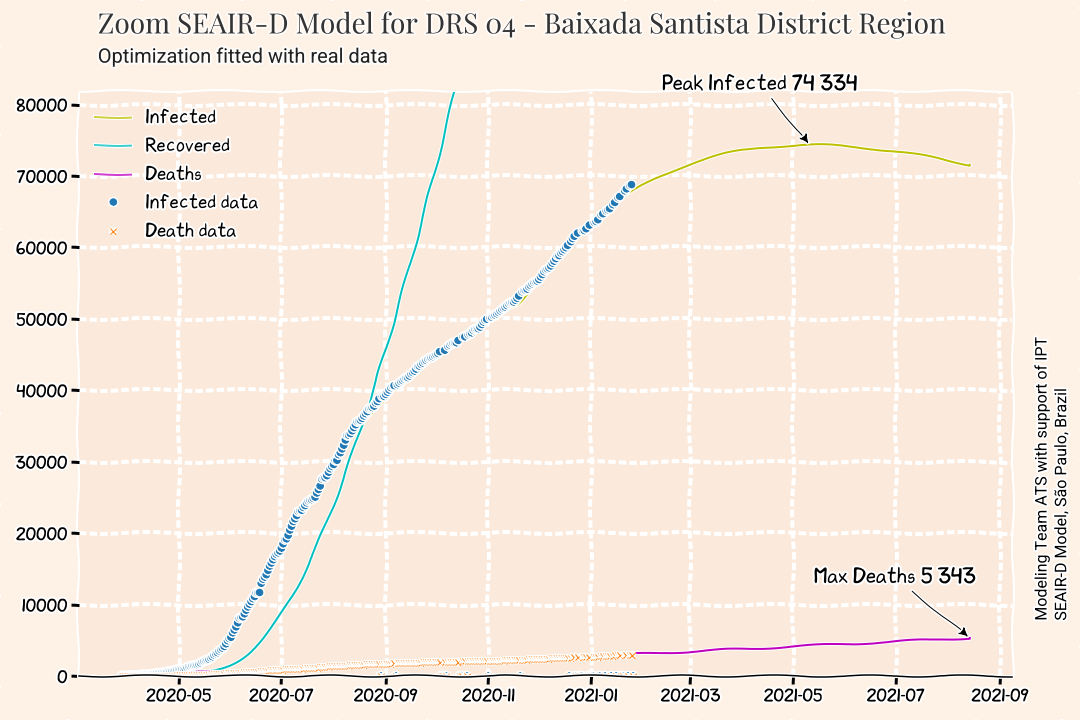 Zoom SEAIR-D Model for DRS 04 - Baixada Santista District Region
Optimization fitted with real data
Peak Infected 74 334
80000
70000
60000
50000
40000
30000
20000
10000
0
Infected
Recovered
Deaths
Infected data
Death data
Max Deaths 5 343
2020-05
2020-07
2020-09
2020-11
2021-01
2021-03
2021-05
2021-07
2021-09
Modeling Team ATS with support of IPT
SEAIR-D Model, São Paulo, Brazil